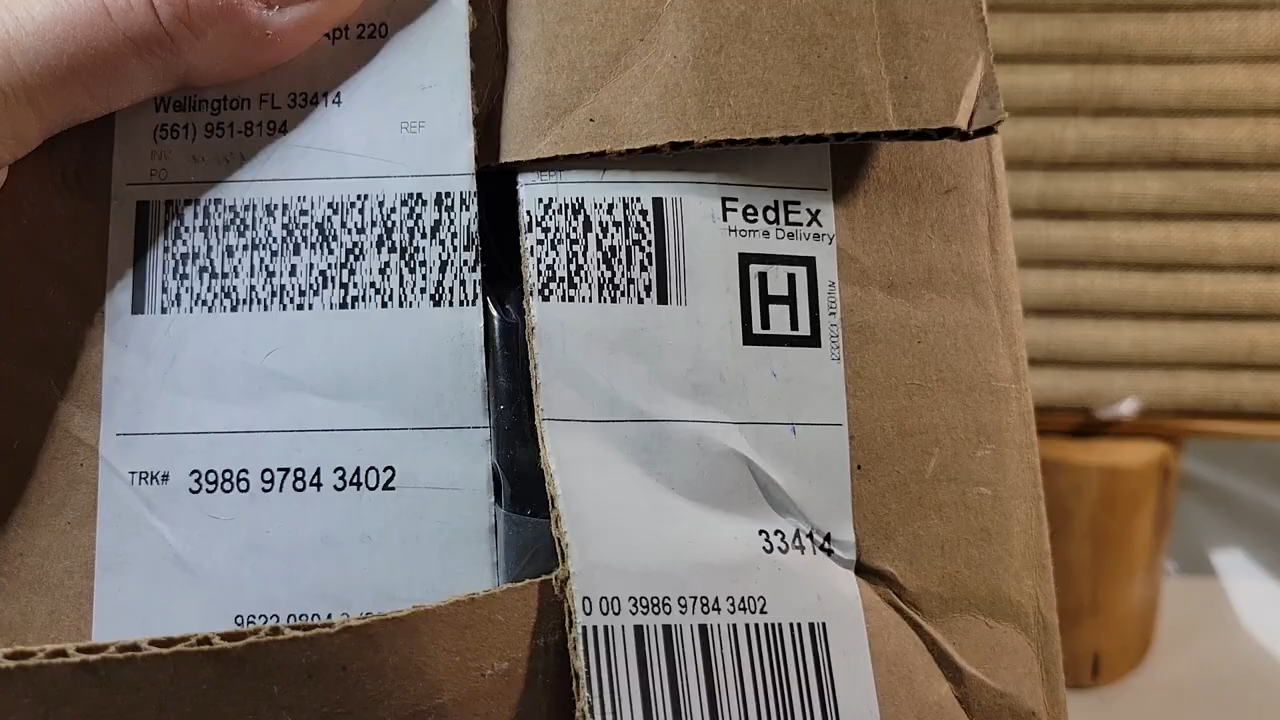 Apt 220
Wellington FL 33414
(561) 951-8194
REF
INV
PO
DEPT
FedEx
Home Delivery
H
TRK# 3986 9784 3402
33414
0 00 3986 9784 3402